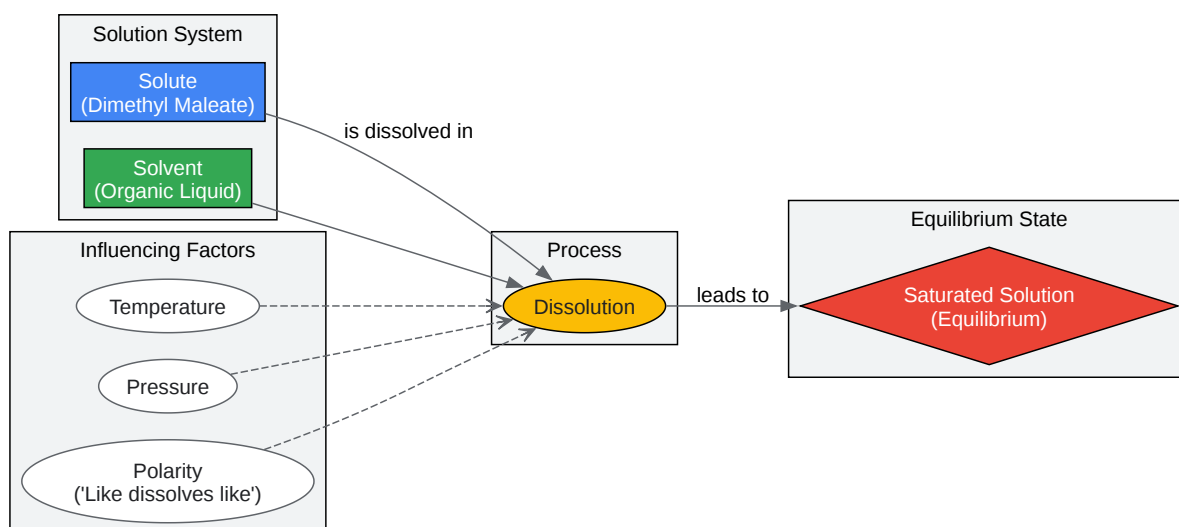 Solution System
Solute
(Dimethyl Maleate)
is dissolved in
Solvent
(Organic Liquid)
Influencing Factors
Temperature
Pressure
Polarity
('Like dissolves like')
Process
Dissolution
leads to
Equilibrium State
Saturated Solution
(Equilibrium)